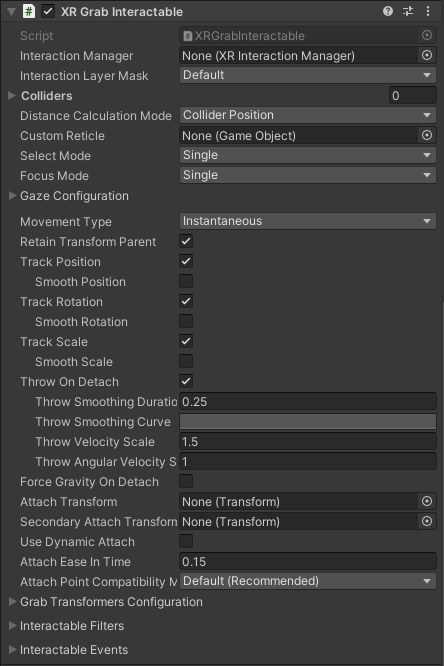 # XR Grab Interactable
Script # XRGrabInteractable
Interaction Manager None (XR Interaction Manager)
Interaction Layer Mask Default
Colliders 0
Distance Calculation Mode Collider Position
Custom Reticle None (Game Object)
Select Mode Single
Focus Mode Single
Gaze Configuration
Movement Type Instantaneous
Retain Transform Parent
Track Position
Smooth Position
Track Rotation
Smooth Rotation
Track Scale
Smooth Scale
Throw On Detach
Throw Smoothing Duratio 0.25
Throw Smoothing Curve
Throw Velocity Scale 1.5
Throw Angular Velocity S 1
Force Gravity On Detach
Attach Transform None (Transform)
Secondary Attach Transform None (Transform)
Use Dynamic Attach
Attach Ease In Time 0.15
Attach Point Compatibility M Default (Recommended)
Grab Transformers Configuration
Interactable Filters
Interactable Events